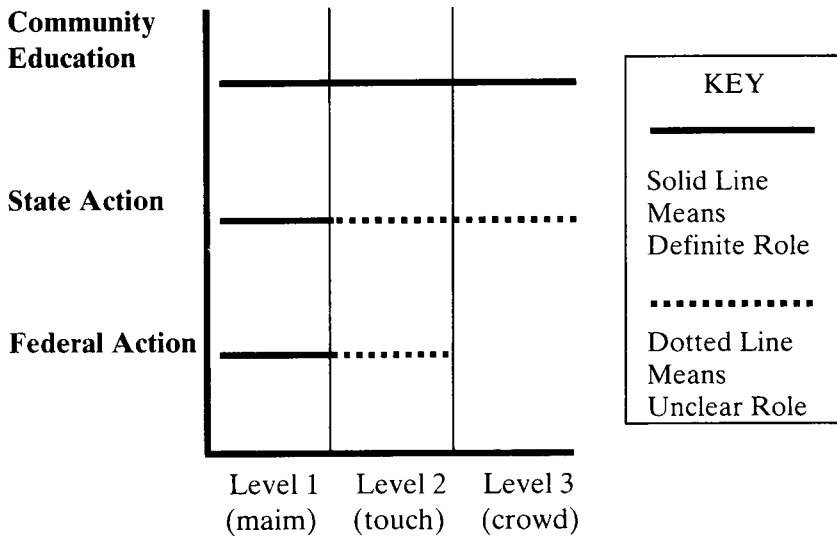 Community
Education
State Action
Federal Action
Level 1
(maim)
Level 2
(touch)
Level 3
(crowd)
KEY
Solid Line
Means
Definite Role
Dotted Line
Means
Unclear Role